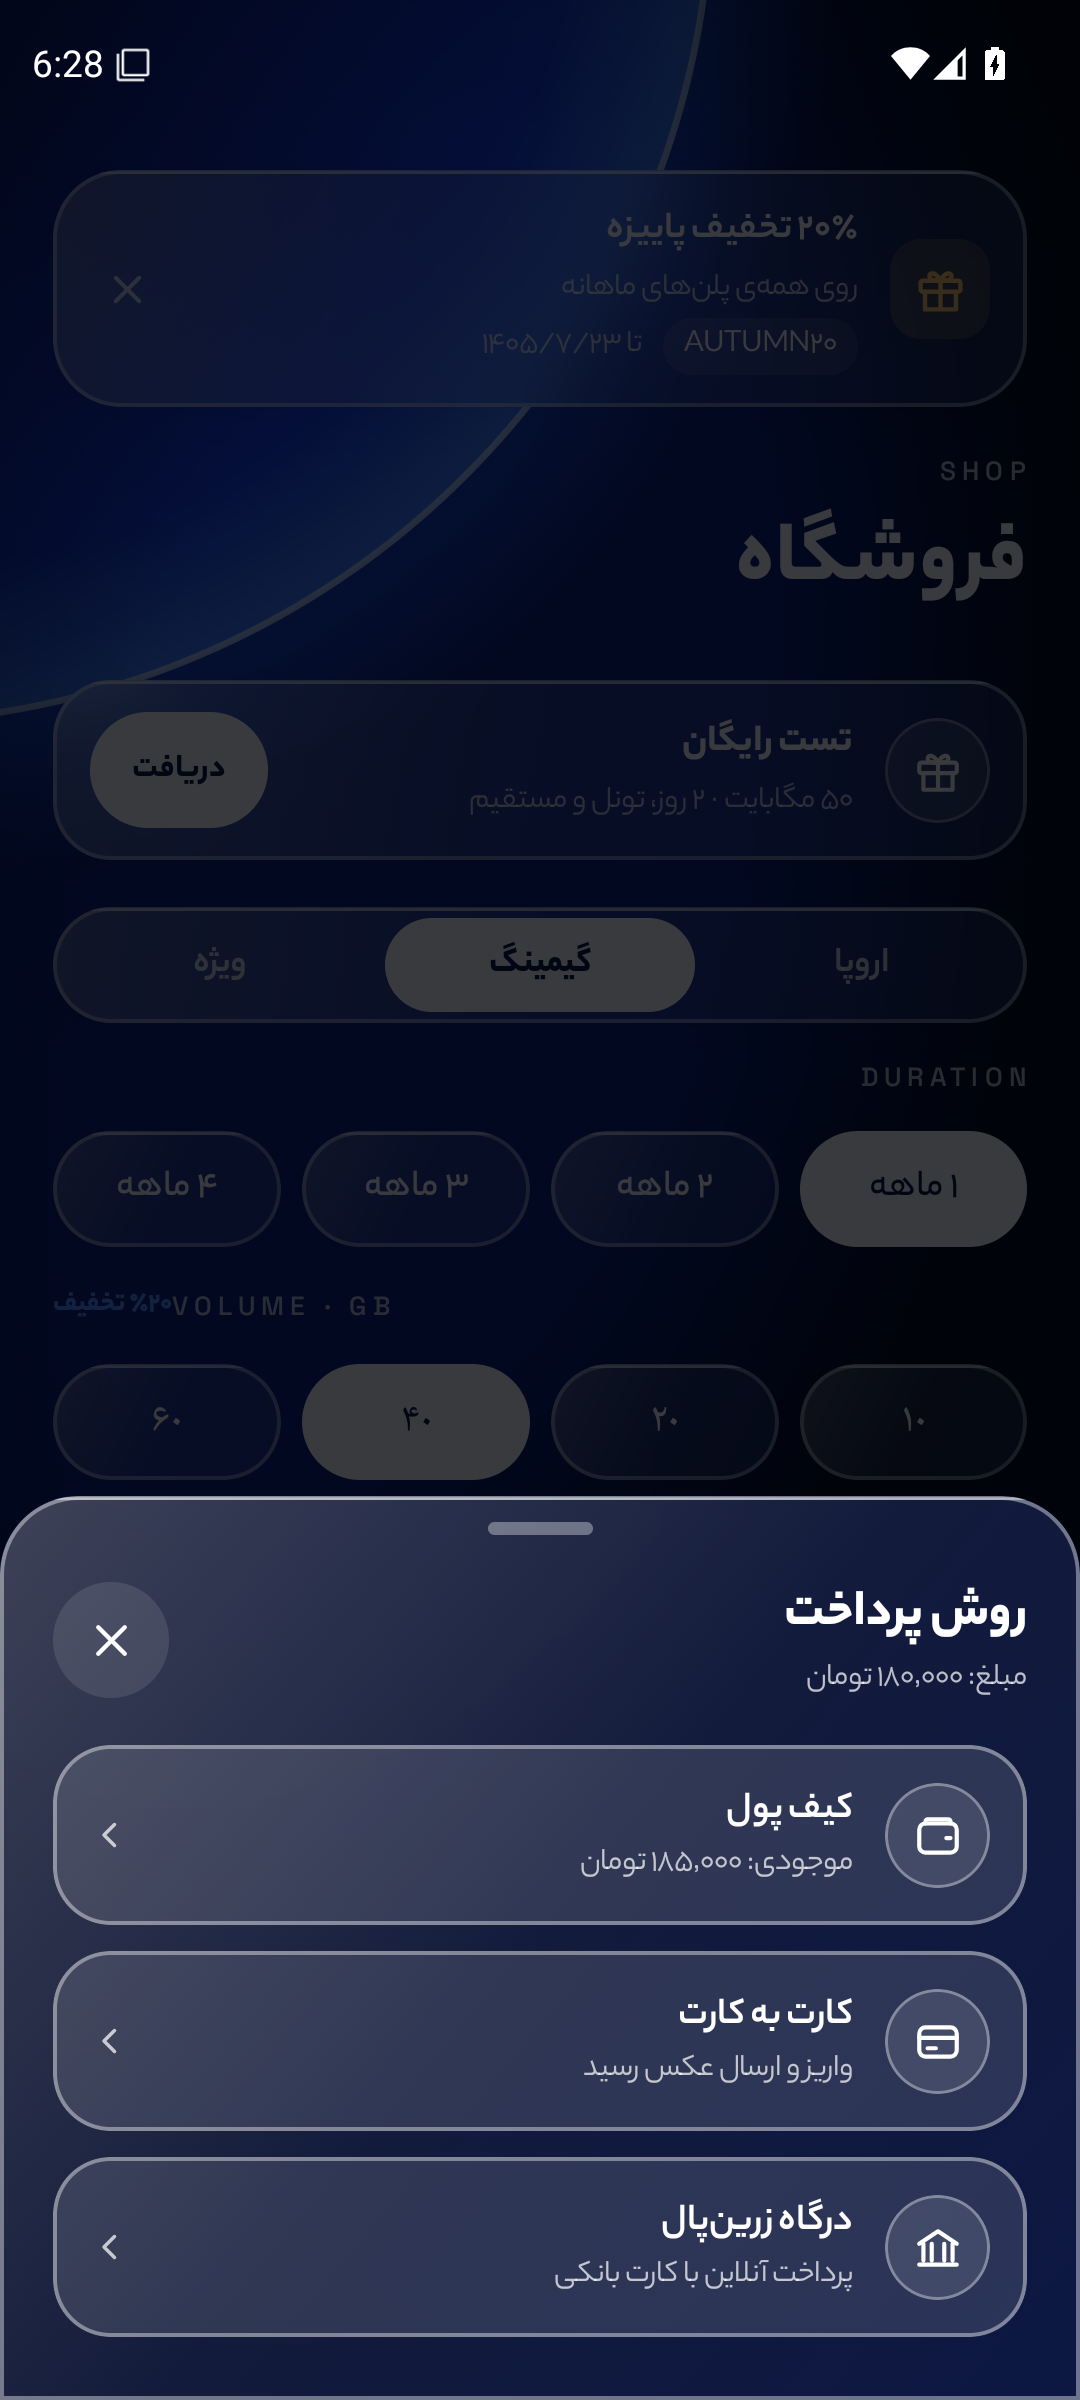 6:28
۲۰% تخفیف پاییزه
روی همه‌ی پلن‌های ماهانه
AUTUMN۲۰ تا ۱۴۰۵/۷/۲۳
SHOP
فروشگاه
تست رایگان
۵۰ مگابایت · ۲ روز، تونل و مستقیم
دریافت
اروپا
گیمینگ
ویژه
DURATION
۱ ماهه
۲ ماهه
۳ ماهه
۴ ماهه
VOLUME · GB
۲۰% تخفیف
۱۰
۲۰
۴۰
۶۰
روش پرداخت
مبلغ: ۱۸۰,۰۰۰ تومان
کیف پول
موجودی: ۱۸۵,۰۰۰ تومان
کارت به کارت
واریز و ارسال عکس رسید
درگاه زرین‌پال
پرداخت آنلاین با کارت بانکی